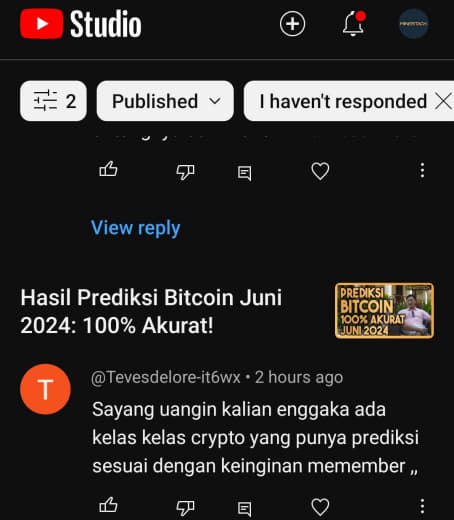 Studio
2
Published
I haven't responded
View reply
Hasil Prediksi Bitcoin Juni
2024: 100% Akurat!
PREDIKSI
BITCOIN
100% AKURAT
JUNI 2024
T
@Tevesdelore-it6wx • 2 hours ago
Sayang uangin kalian enggaka ada
kelas kelas crypto yang punya prediksi
sesuai dengan keinginan memember ,,